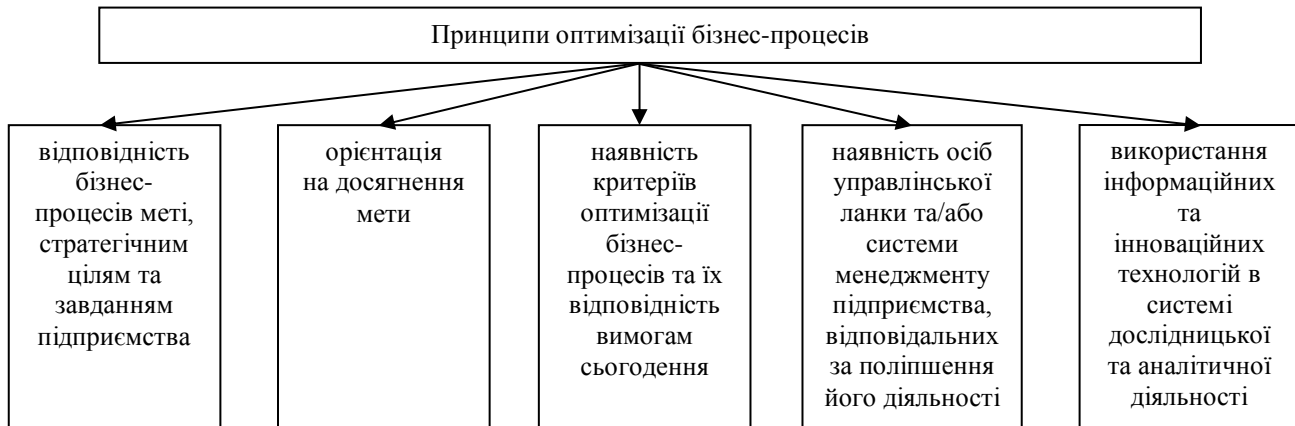 Принципи оптимізації бізнес-процесів
відповідність
бізнес-
процесів меті,
стратегічним
цілям та
завданням
підприємства
орієнтація
на досягнення
мети
наявність
критеріїв
оптимізації
бізнес-
процесів та їх
відповідність
вимогам
сьогодення
наявність осіб
управлінської
ланки та/або
системи
менеджменту
підприємства,
відповідальних
за поліпшення
його діяльності
використання
інформаційних
та
інноваційних
технологій в
системі
дослідницької
та аналітичної
діяльності